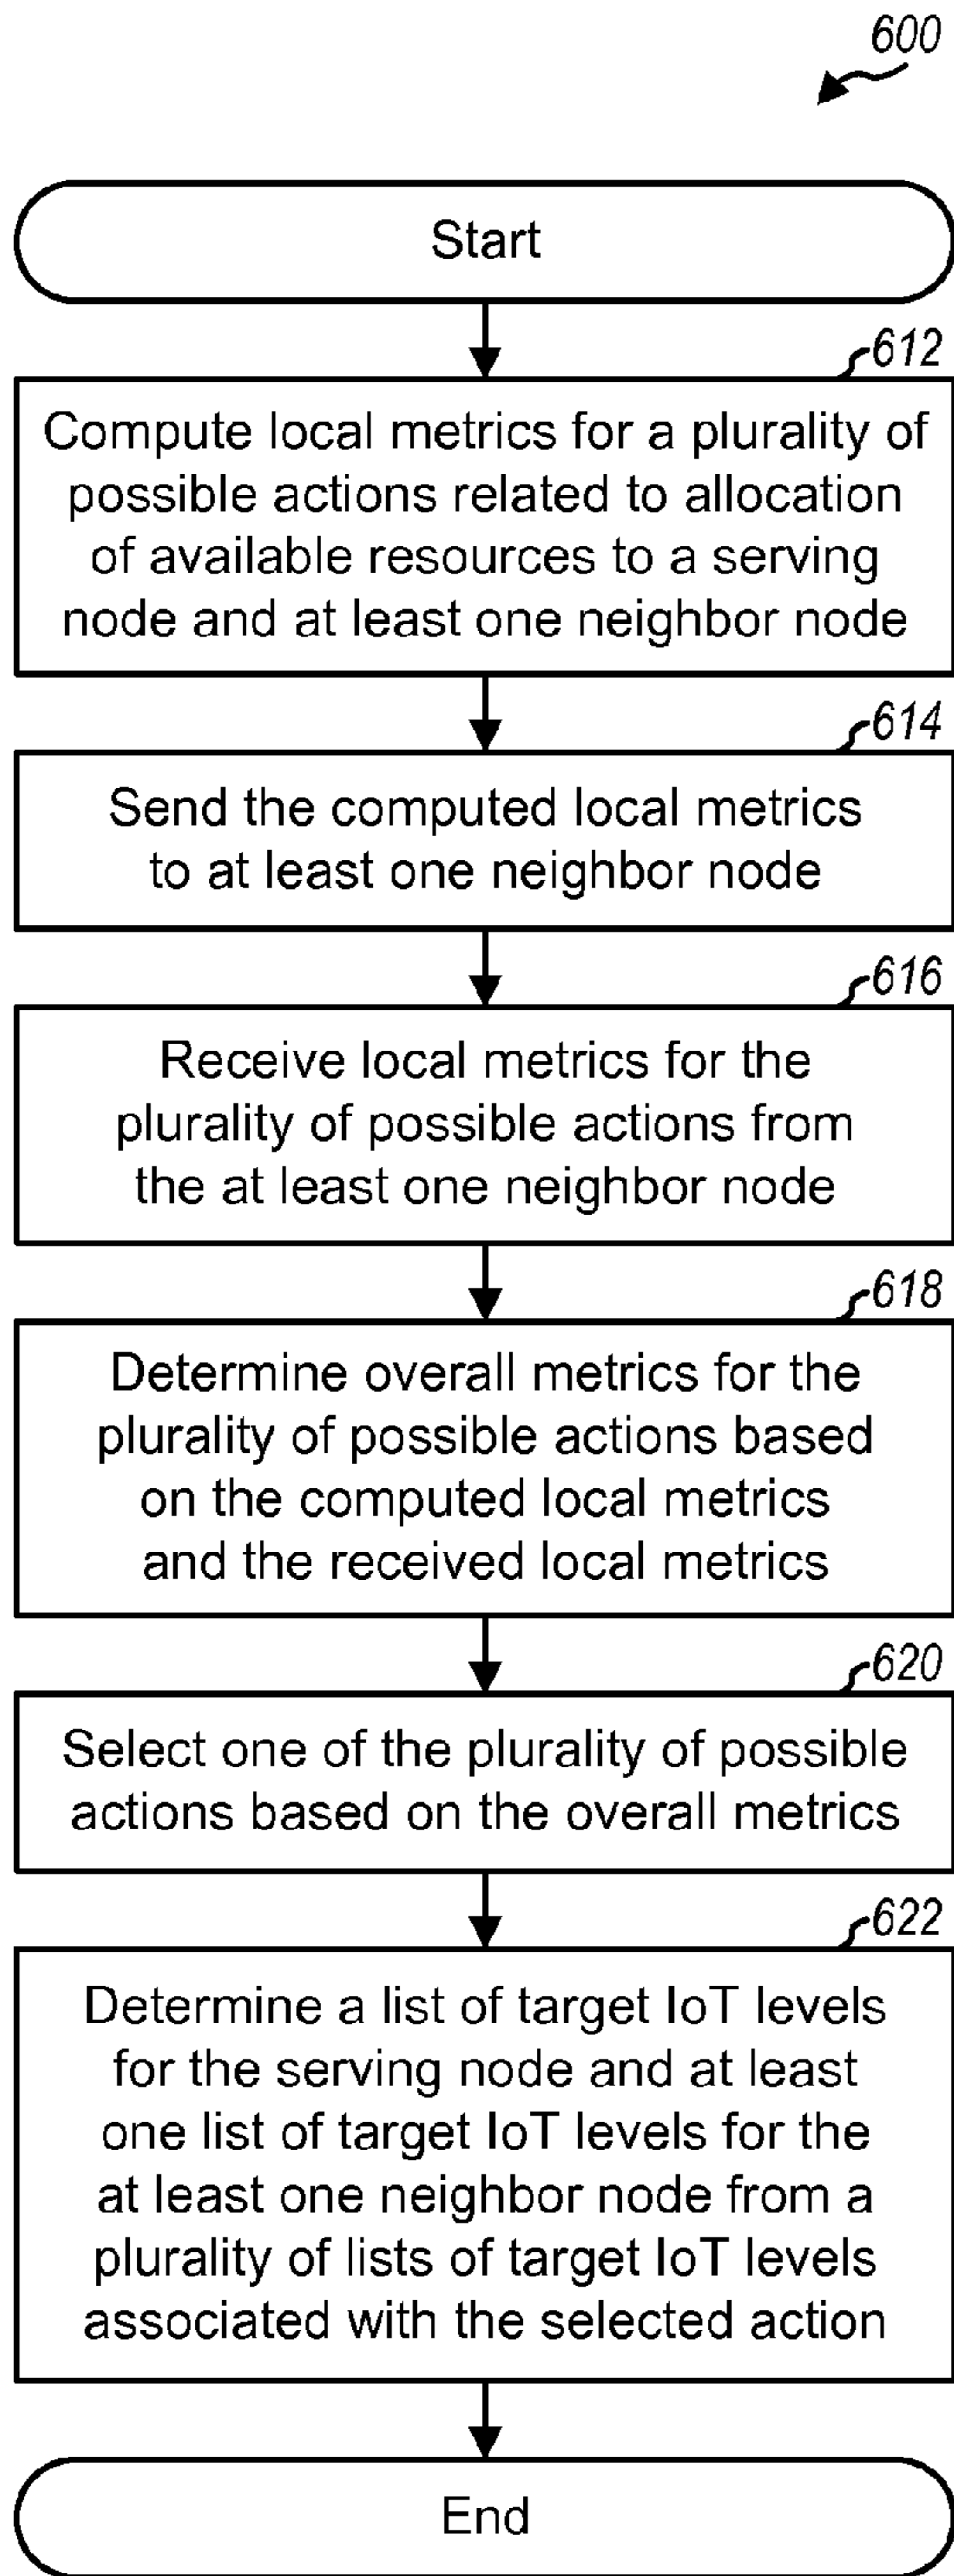 600
Start
612
Compute local metrics for a plurality of
possible actions related to allocation
of available resources to a serving
node and at least one neighbor node
614
Send the computed local metrics
to at least one neighbor node
616
Receive local metrics for the
plurality of possible actions from
the at least one neighbor node
618
Determine overall metrics for the
plurality of possible actions based
on the computed local metrics
and the received local metrics
620
Select one of the plurality of possible
actions based on the overall metrics
622
Determine a list of target IoT levels
for the serving node and at least
one list of target IoT levels for the
at least one neighbor node from a
plurality of lists of target IoT levels
associated with the selected action
End